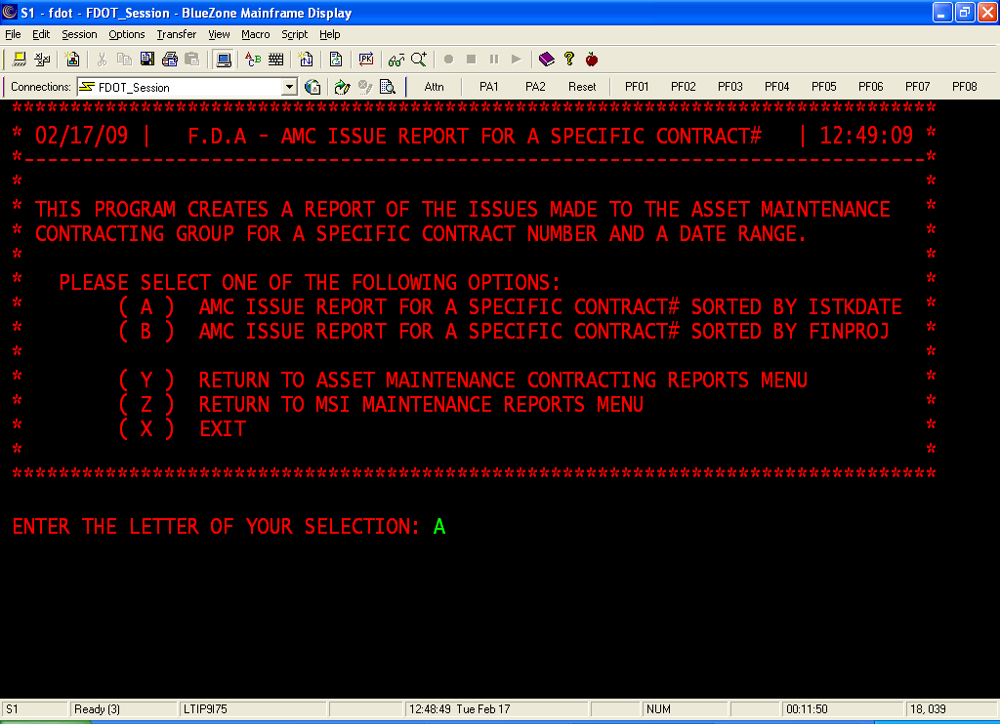 S1 - fdot - FDOT_Session - BlueZone Mainframe Display
File Edit Session Options Transfer View Macro Script Help
Connections: FDOT_Session Attn PA1 PA2 Reset PF01 PF02 PF03 PF04 PF05 PF06 PF07 PF08
*******************************************************************************
* 02/17/09 | F.D.A - AMC ISSUE REPORT FOR A SPECIFIC CONTRACT# | 12:49:09 *
*-----------------------------------------------------------------------------*
* *
* THIS PROGRAM CREATES A REPORT OF THE ISSUES MADE TO THE ASSET MAINTENANCE *
* CONTRACTING GROUP FOR A SPECIFIC CONTRACT NUMBER AND A DATE RANGE. *
* *
* PLEASE SELECT ONE OF THE FOLLOWING OPTIONS: *
* ( A ) AMC ISSUE REPORT FOR A SPECIFIC CONTRACT# SORTED BY ISTKDATE *
* ( B ) AMC ISSUE REPORT FOR A SPECIFIC CONTRACT# SORTED BY FINPROJ *
* *
* ( Y ) RETURN TO ASSET MAINTENANCE CONTRACTING REPORTS MENU *
* ( Z ) RETURN TO MSI MAINTENANCE REPORTS MENU *
* ( X ) EXIT *
* *
*******************************************************************************
ENTER THE LETTER OF YOUR SELECTION: A
S1 Ready (3) LTIP9I75 12:48:49 Tue Feb 17 NUM 00:11:50 18, 039